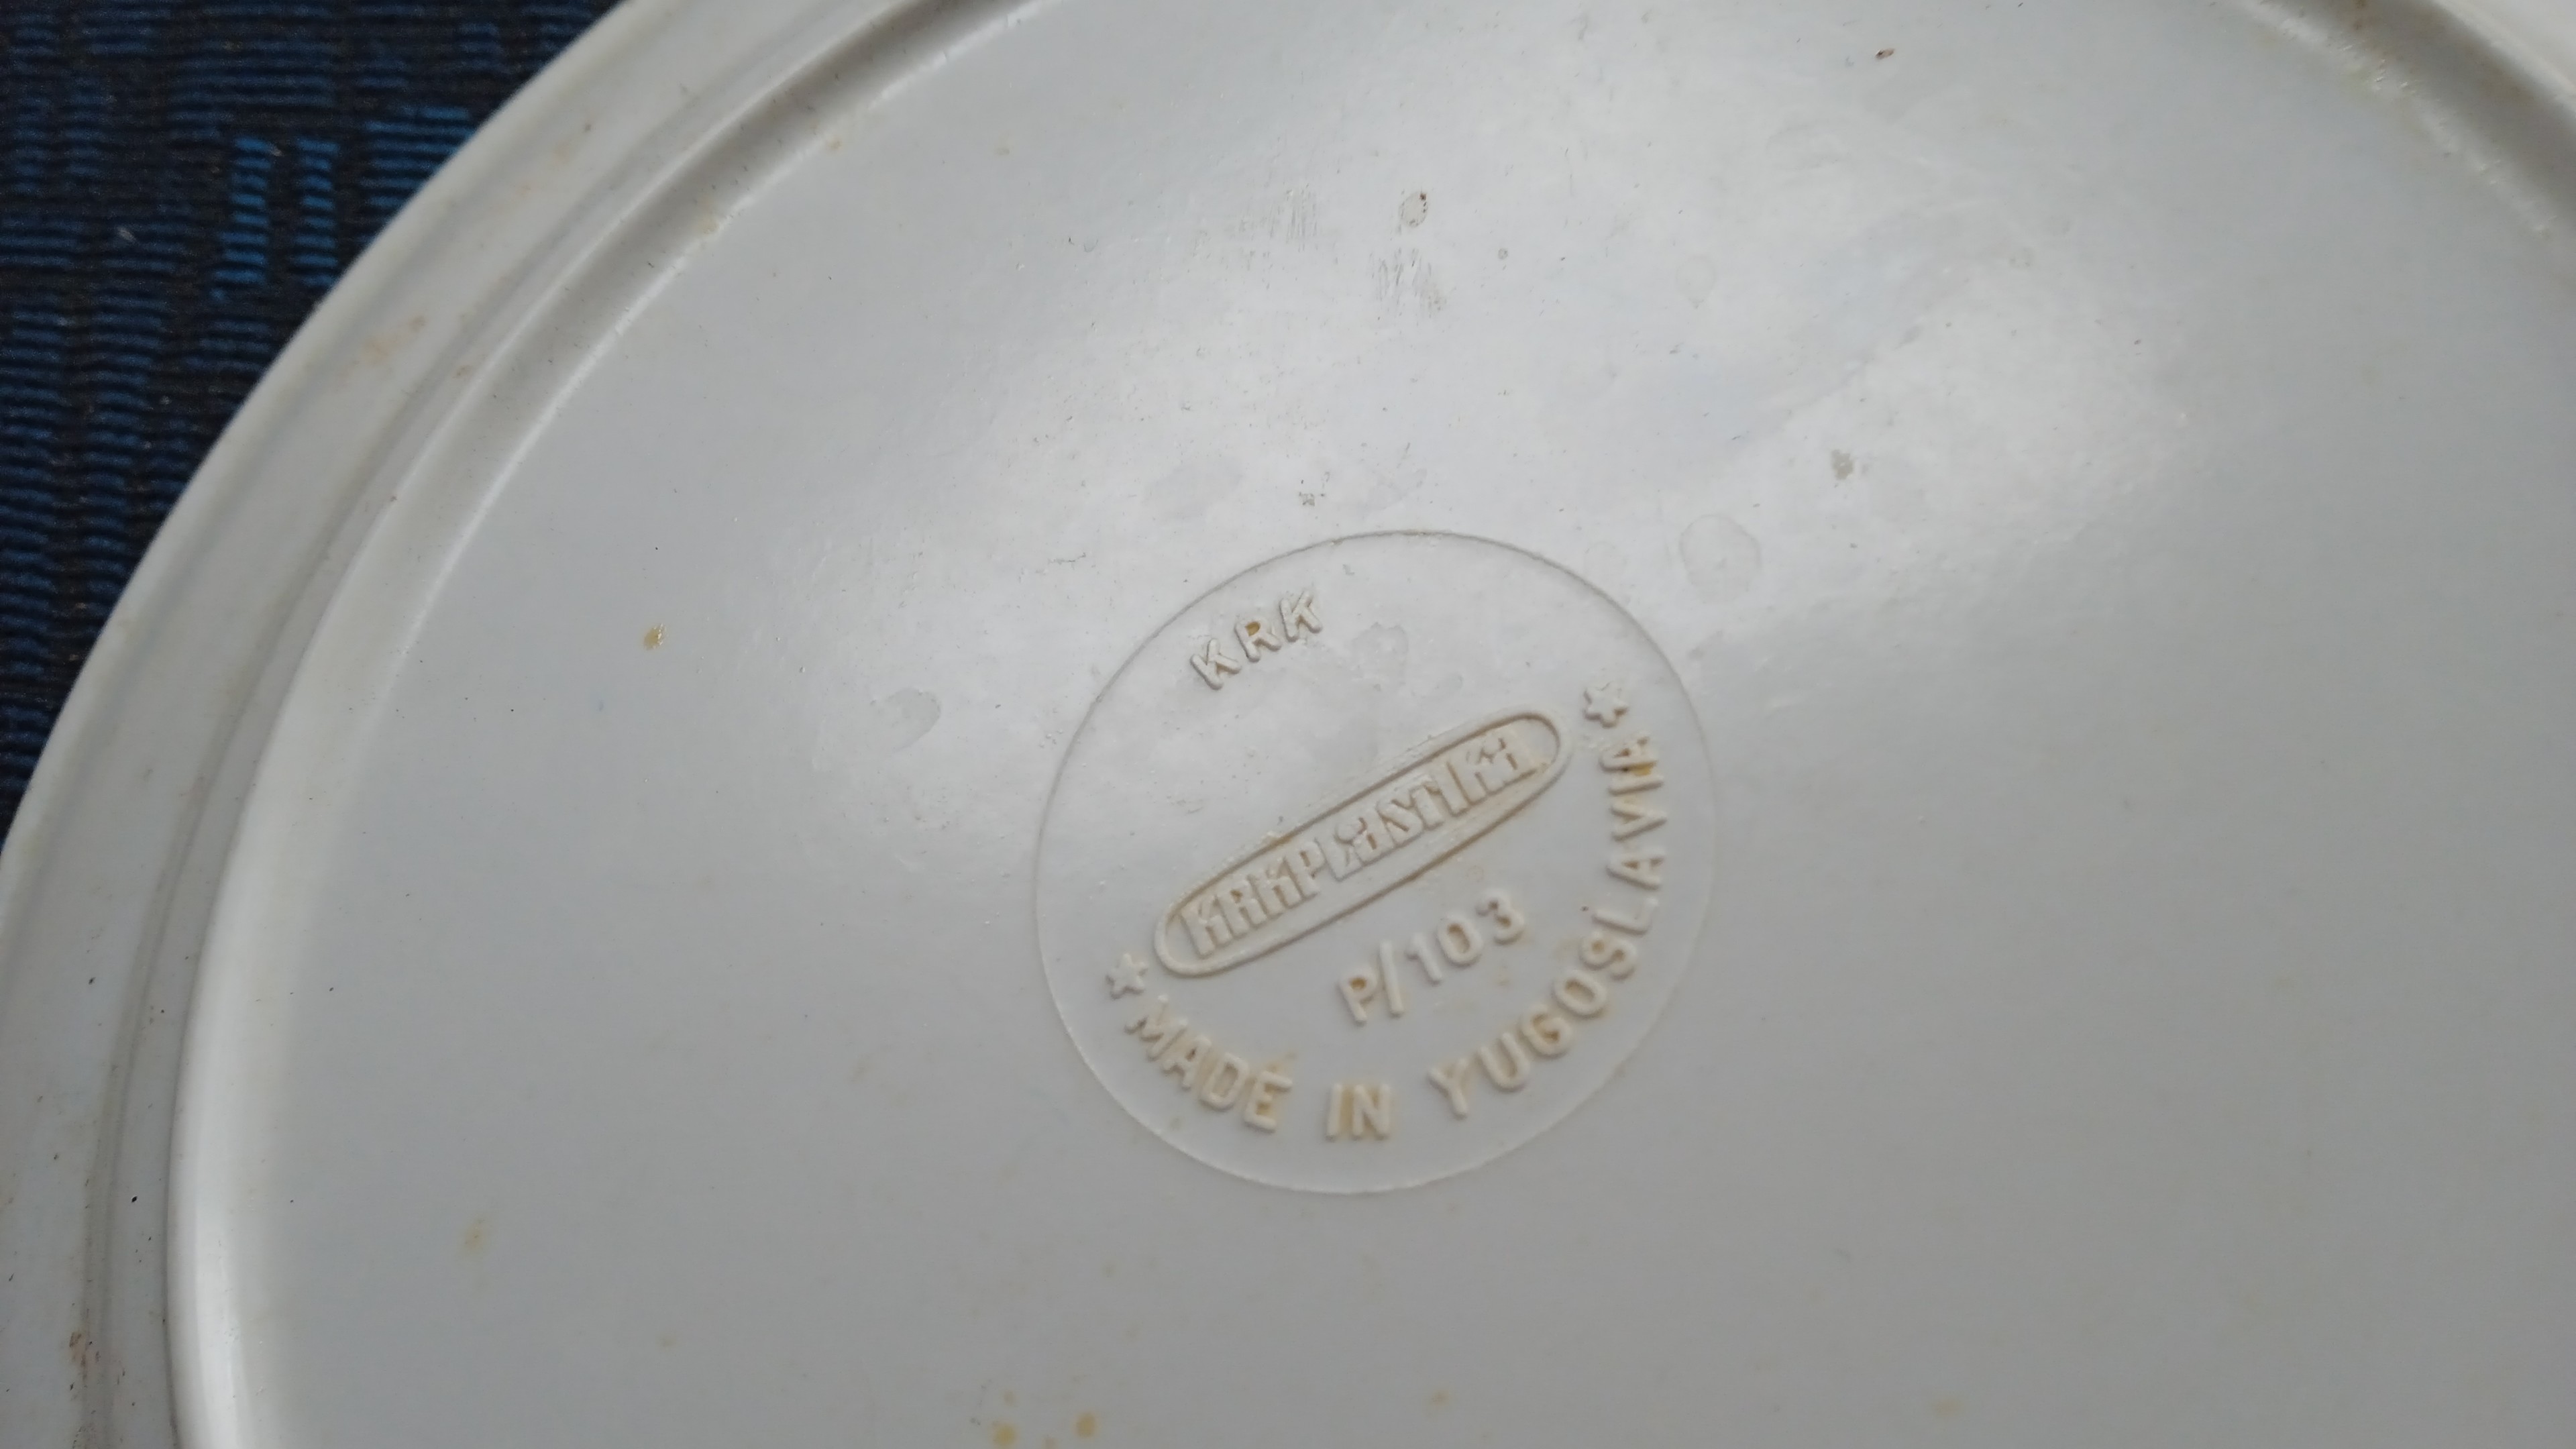 KRK
KRKPLASTIKA
P/103
* MADE IN YUGOSLAVIA *